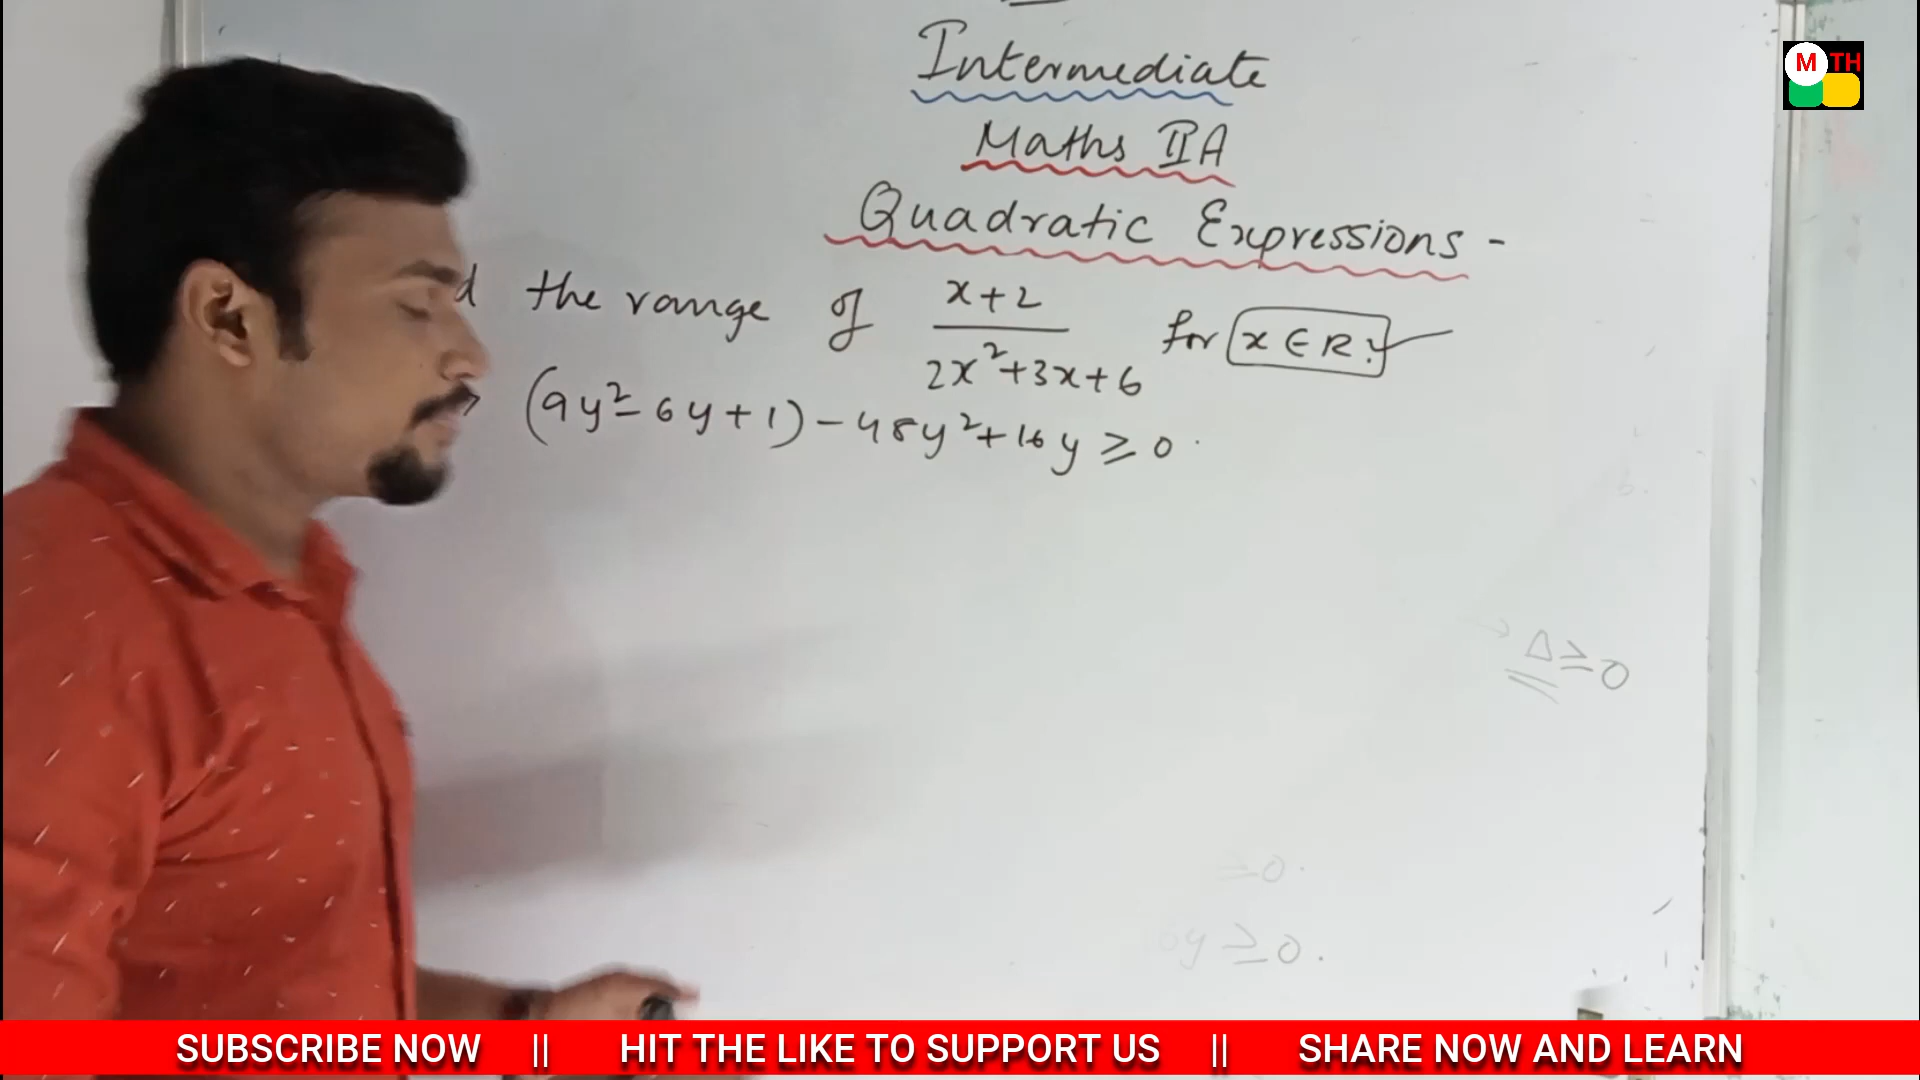 Intermediate
Maths IIA
Quadratic Expressions -
d the range of x+2 / 2x²+3x+6 for x ∈ R.
(9y²-6y+1)-48y²+16y ≥ 0.
Δ ≥ 0
≥0.
y ≥ 0.
M TH
SUBSCRIBE NOW || HIT THE LIKE TO SUPPORT US || SHARE NOW AND LEARN